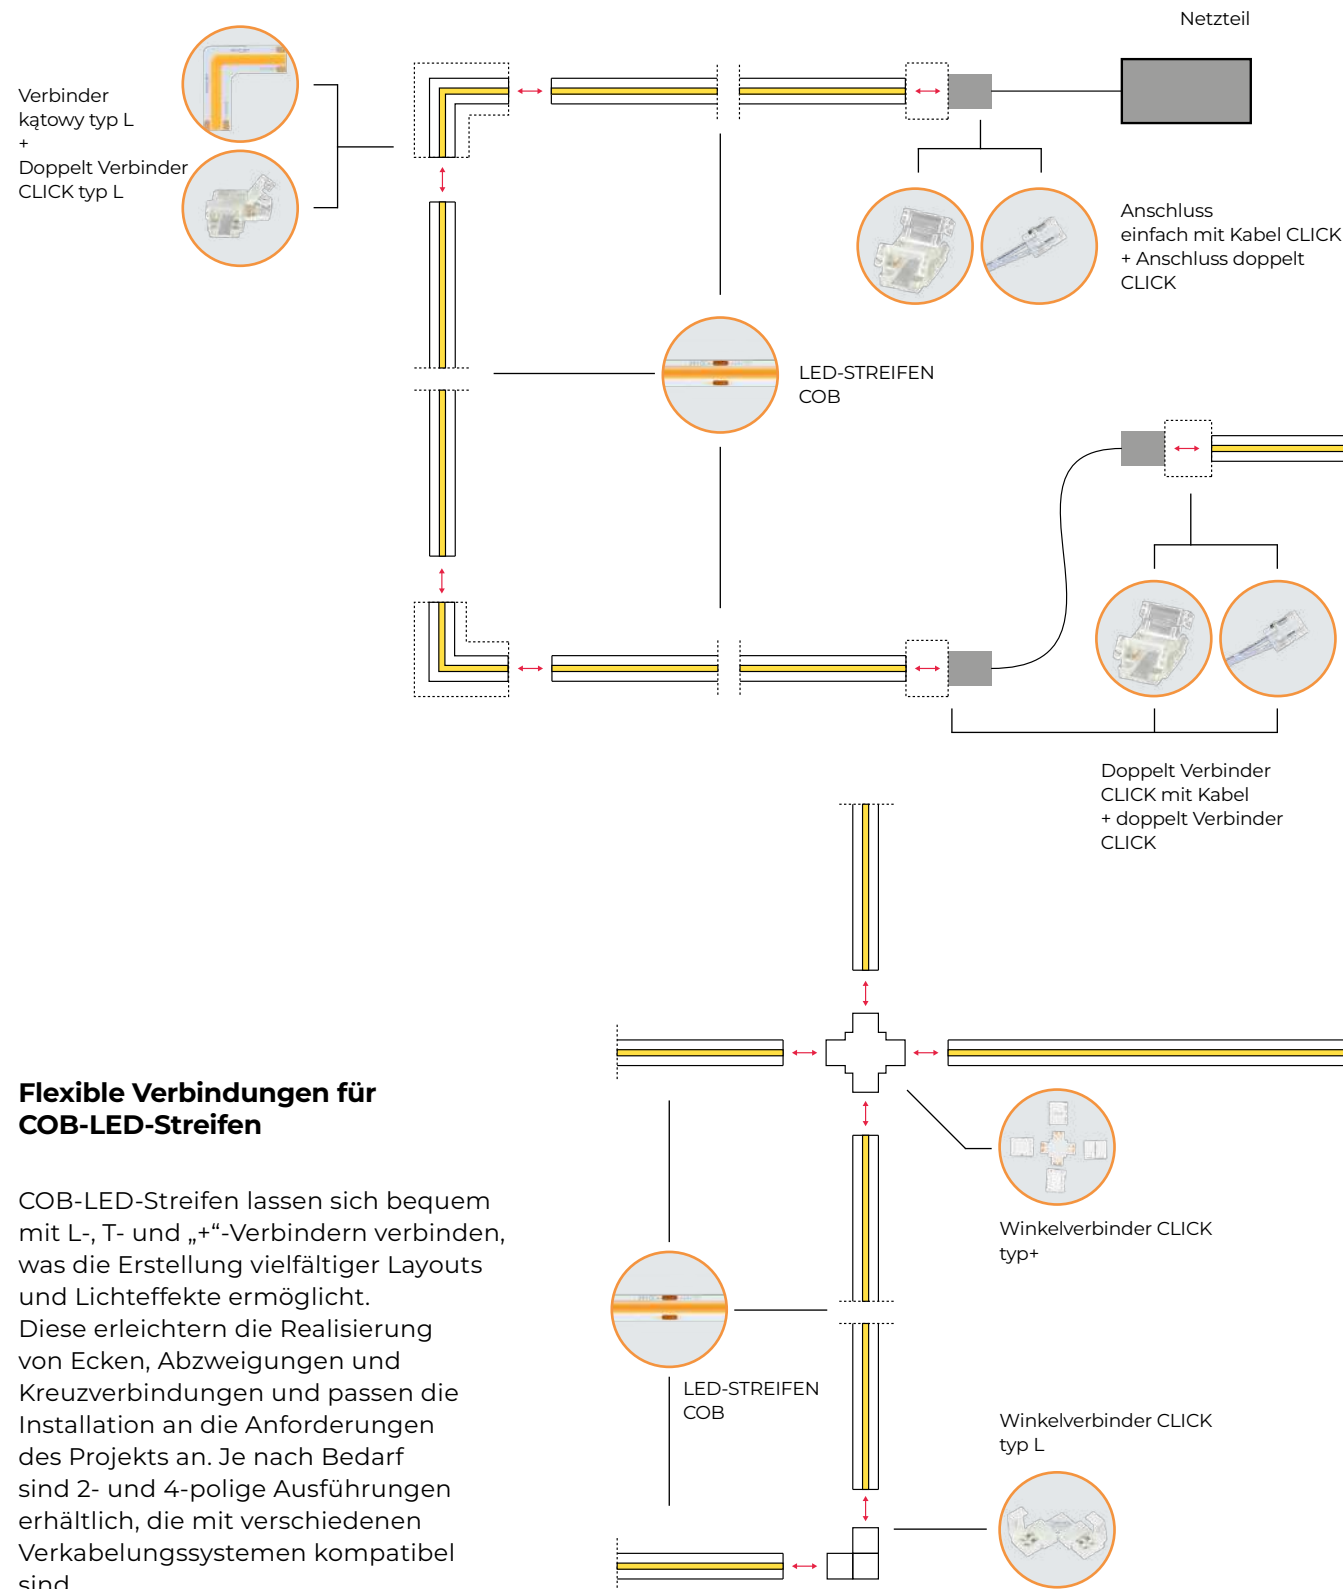 Netzteil
Verbinder
kątowy typ L
+
Doppelt Verbinder
CLICK typ L
Anschluss
einfach mit Kabel CLICK
+ Anschluss doppelt
CLICK
LED-STREIFEN
COB
Doppelt Verbinder
CLICK mit Kabel
+ doppelt Verbinder
CLICK
Flexible Verbindungen für
COB-LED-Streifen
COB-LED-Streifen lassen sich bequem
mit L-, T- und „+“-Verbindern verbinden,
was die Erstellung vielfältiger Layouts
und Lichteffekte ermöglicht.
Diese erleichtern die Realisierung
von Ecken, Abzweigungen und
Kreuzverbindungen und passen die
Installation an die Anforderungen
des Projekts an. Je nach Bedarf
sind 2- und 4-polige Ausführungen
erhältlich, die mit verschiedenen
Verkabelungssystemen kompatibel
sind
Winkelverbinder CLICK
typ+
LED-STREIFEN
COB
Winkelverbinder CLICK
typ L